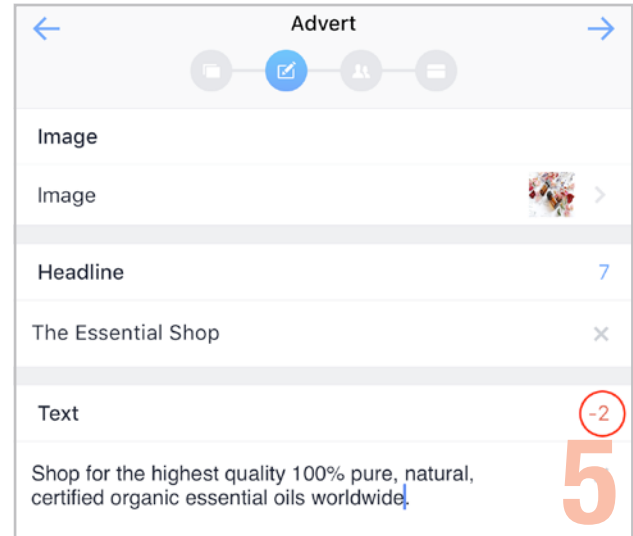 Advert
Image
Image
Headline 7
The Essential Shop
Text -2
Shop for the highest quality 100% pure, natural,
certified organic essential oils worldwide.
5